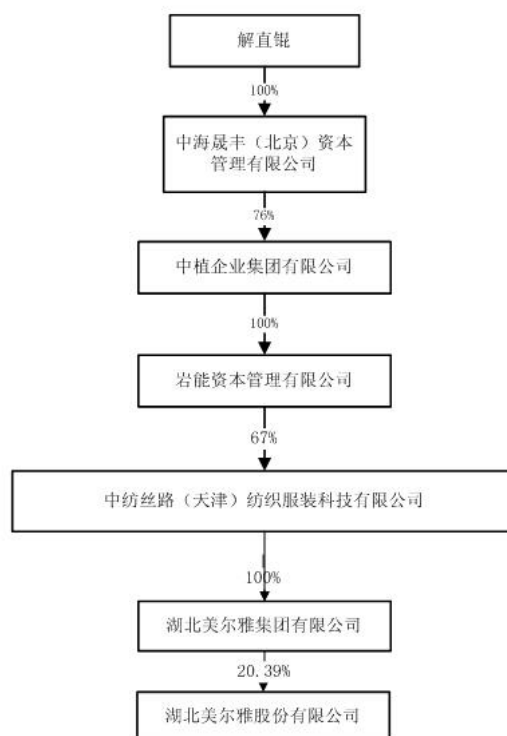 解直锟
100%
中海晟丰（北京）资本
管理有限公司
76%
中植企业集团有限公司
100%
岩能资本管理有限公司
67%
中纺丝路（天津）纺织服装科技有限公司
100%
湖北美尔雅集团有限公司
20.39%
湖北美尔雅股份有限公司